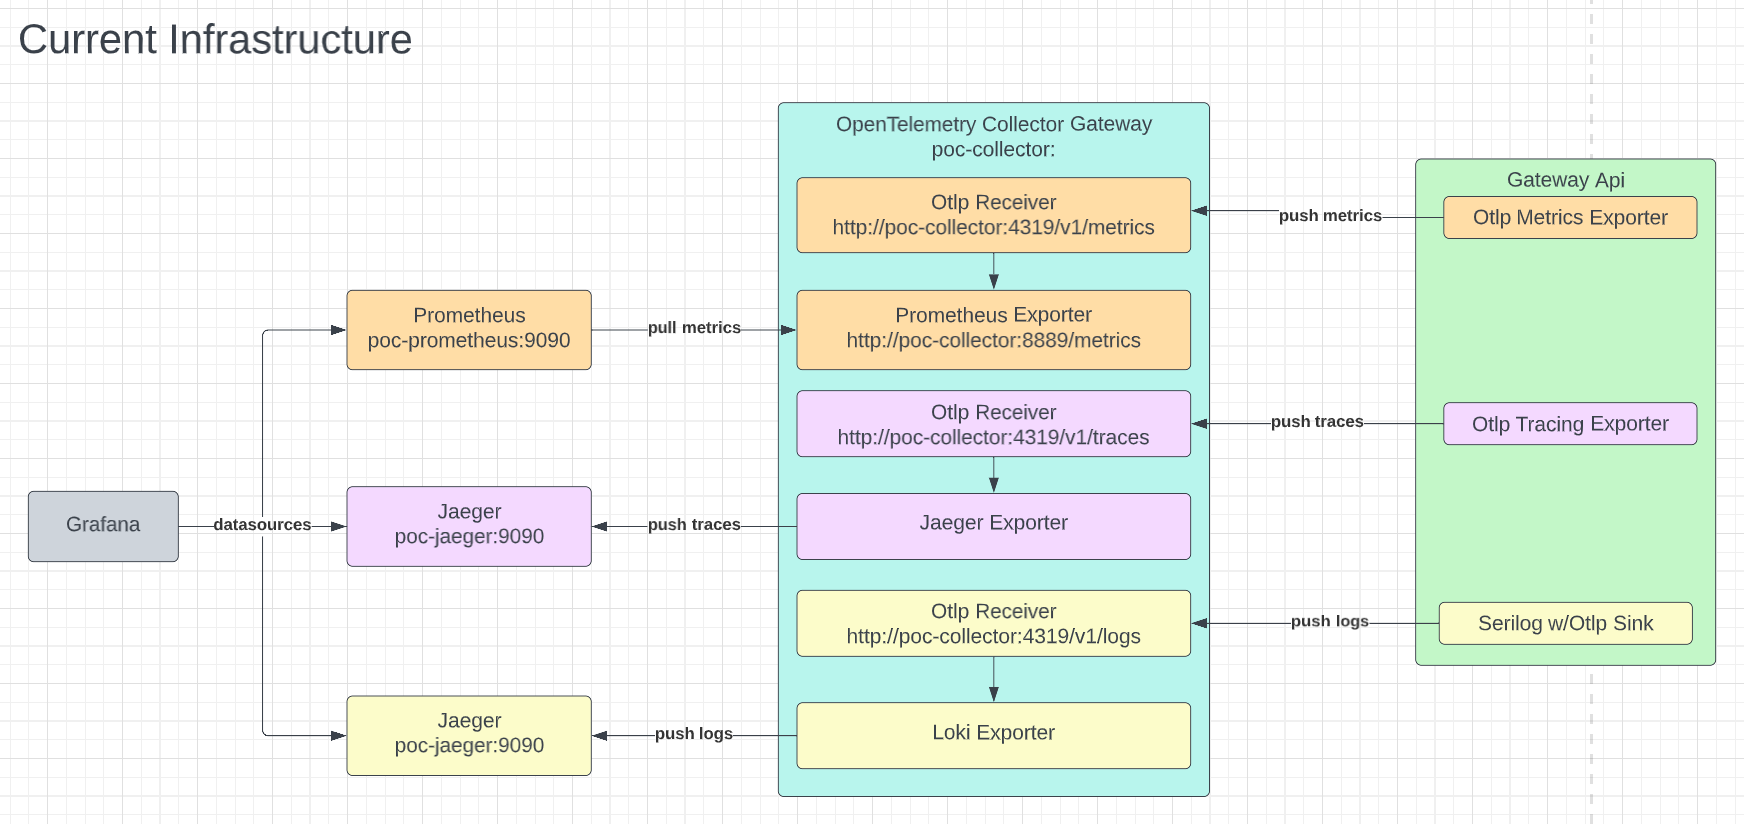 Current Infrastructure
OpenTelemetry Collector Gateway
poc-collector:
Otlp Receiver
http://poc-collector:4319/v1/metrics
push metrics
Gateway Api
Otlp Metrics Exporter
Prometheus
poc-prometheus:9090
pull metrics
Prometheus Exporter
http://poc-collector:8889/metrics
Otlp Receiver
http://poc-collector:4319/v1/traces
push traces
Otlp Tracing Exporter
Grafana
datasources
Jaeger
poc-jaeger:9090
push traces
Jaeger Exporter
Otlp Receiver
http://poc-collector:4319/v1/logs
push logs
Serilog w/Otlp Sink
Jaeger
poc-jaeger:9090
push logs
Loki Exporter